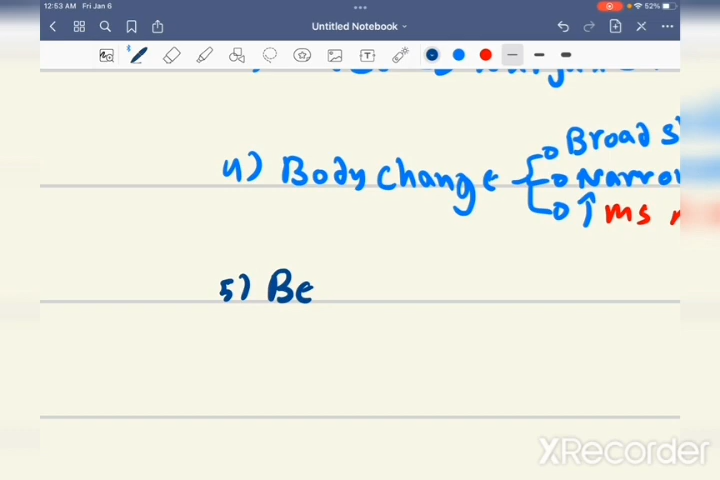 12:53 AM Fri Jan 6
52%
Untitled Notebook
4) Body change
Broad
Narro
↑ ms
5) Be
XRecorder